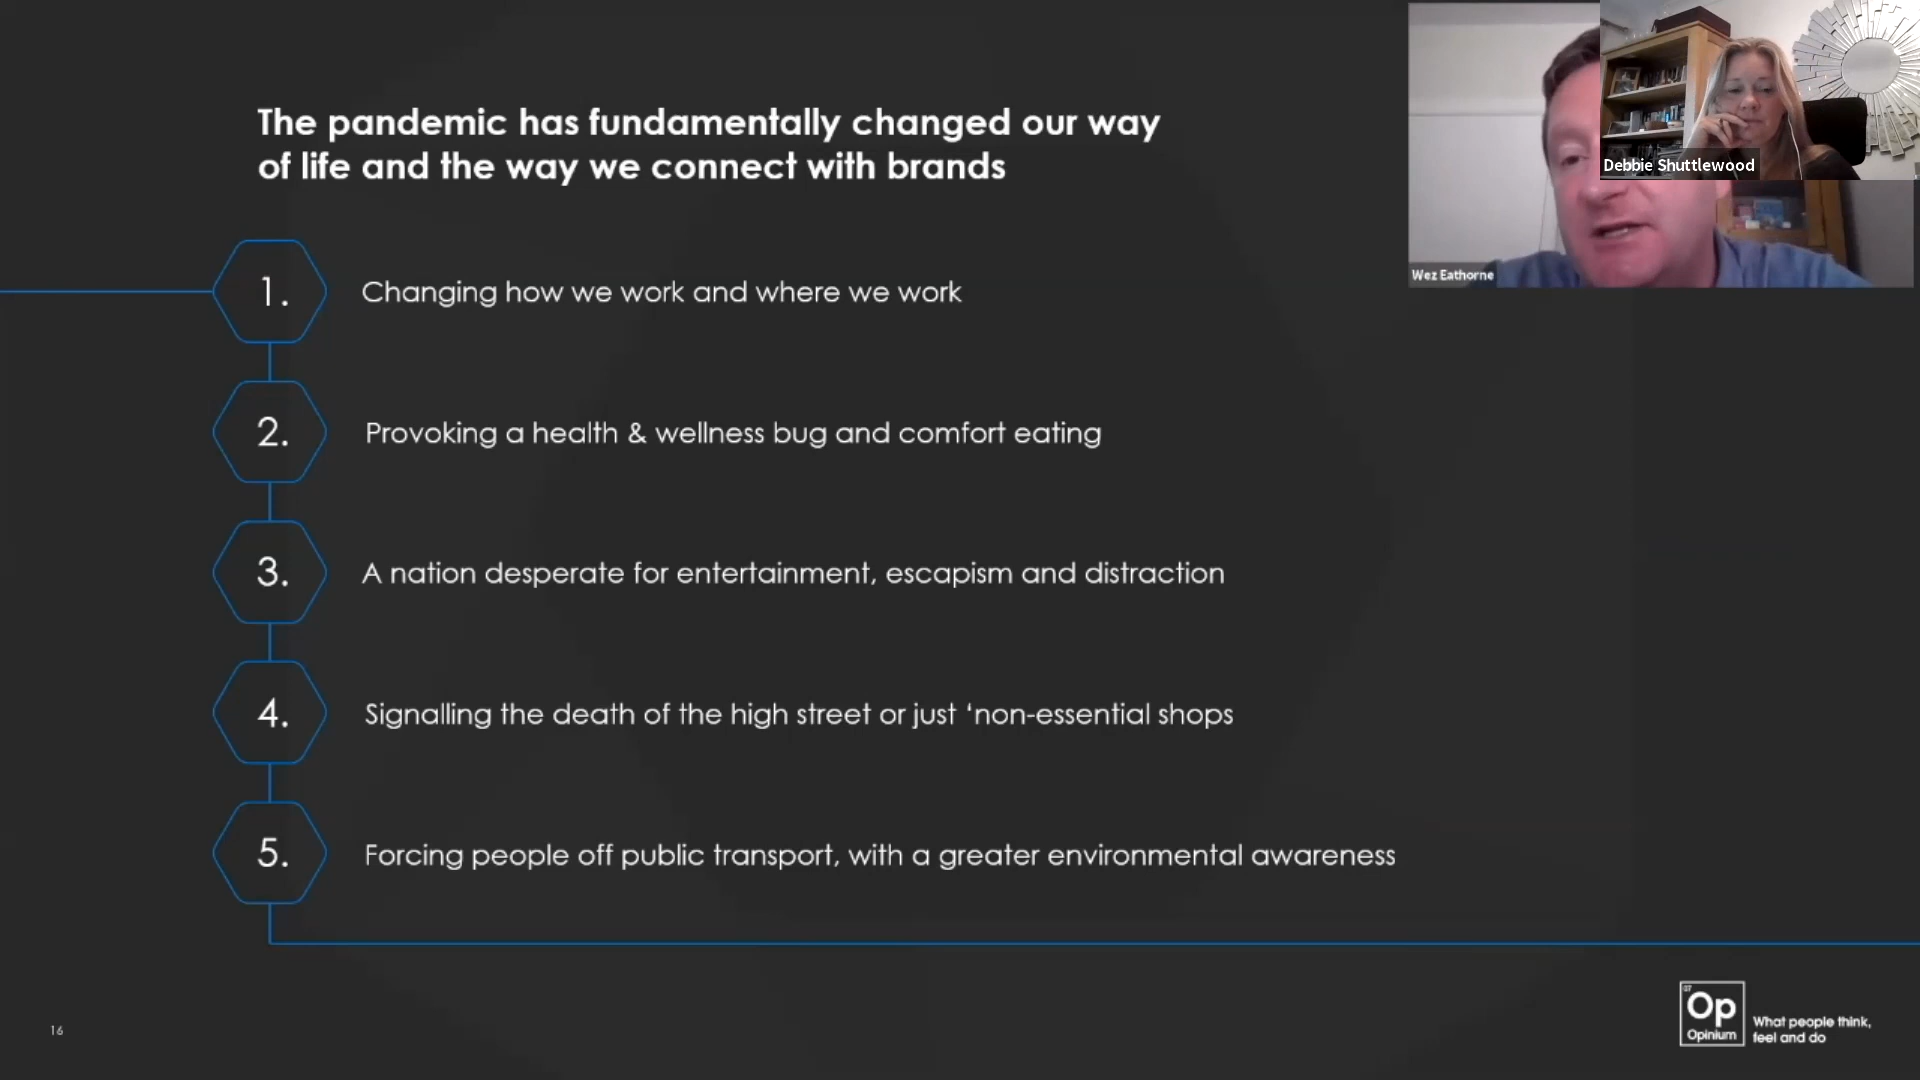 The pandemic has fundamentally changed our way
of life and the way we connect with brands
1. Changing how we work and where we work
2. Provoking a health & wellness bug and comfort eating
3. A nation desperate for entertainment, escapism and distraction
4. Signalling the death of the high street or just ‘non-essential shops
5. Forcing people off public transport, with a greater environmental awareness
Debbie Shuttlewood
Wez Eathorne
16
Op
Opinium
What people think,
feel and do